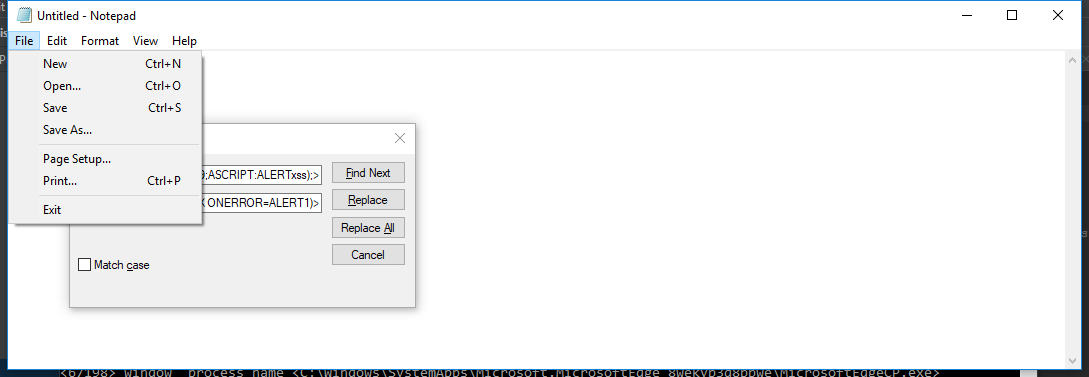 Untitled - Notepad
File Edit Format View Help
New Ctrl+N
Open... Ctrl+O
Save Ctrl+S
Save As...
Page Setup...
Print... Ctrl+P
Exit
;ASCRIPT:ALERTxss);>
ONERROR=ALERT1)>
Find Next
Replace
Replace All
Cancel
Match case
<6/198> window process name <C:\Windows\SystemApps\Microsoft.MicrosoftEdge_8wekyb3d8bbwe\MicrosoftEdgeCP.exe>